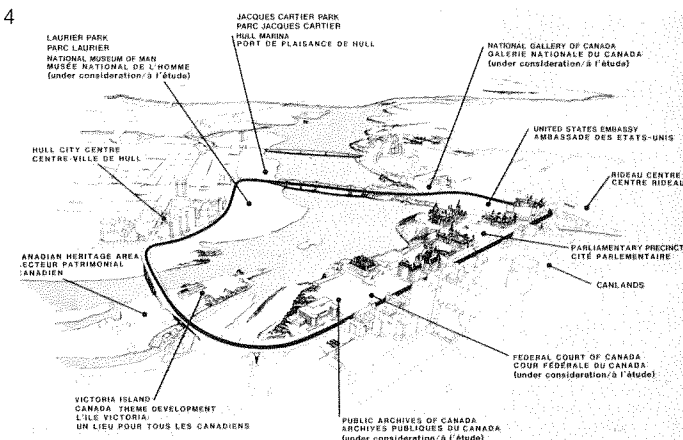 4
JACQUES CARTIER PARK
PARC JACQUES CARTIER
HULL MARINA
PORT DE PLAISANCE DE HULL
LAURIER PARK
PARC LAURIER
NATIONAL MUSEUM OF MAN
MUSÉE NATIONAL DE L'HOMME
(under consideration/à l'étude)
NATIONAL GALLERY OF CANADA
GALERIE NATIONALE DU CANADA
(under consideration/à l'étude)
UNITED STATES EMBASSY
AMBASSADE DES ETATS-UNIS
HULL CITY CENTRE
CENTRE-VILLE DE HULL
RIDEAU CENTRE
CENTRE RIDEAU
ANADIAN HERITAGE AREA
ECTEUR PATRIMONIAL
ANADIEN
PARLIAMENTARY PRECINCT
CITÉ PARLEMENTAIRE
CANLANDS
FEDERAL COURT OF CANADA
COUR FÉDÉRALE DU CANADA
(under consideration/à l'étude)
VICTORIA ISLAND
CANADA THEME DEVELOPMENT
L'ILE VICTORIA
UN LIEU POUR TOUS LES CANADIENS
PUBLIC ARCHIVES OF CANADA
ARCHIVES PUBLIQUES DU CANADA
(under consideration/à l'étude)